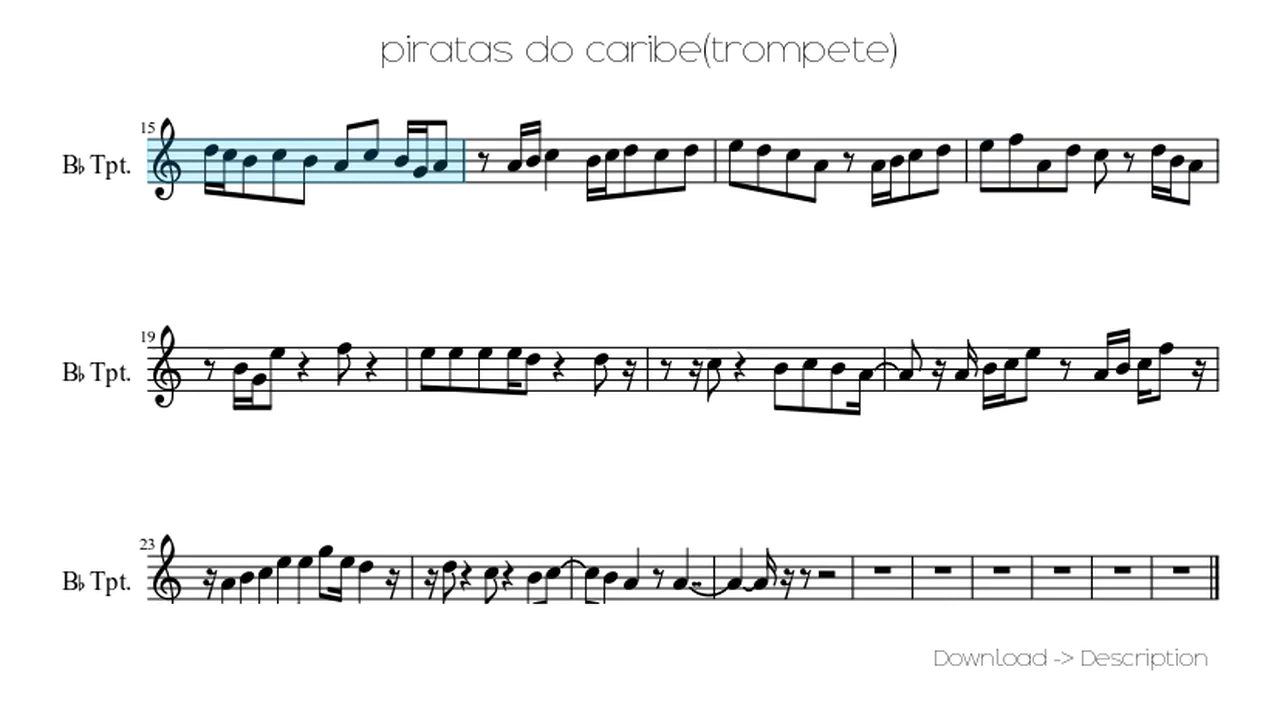 piratas do caribe(trompete)
15
B♭ Tpt.
19
B♭ Tpt.
23
B♭ Tpt.
Download -> Description